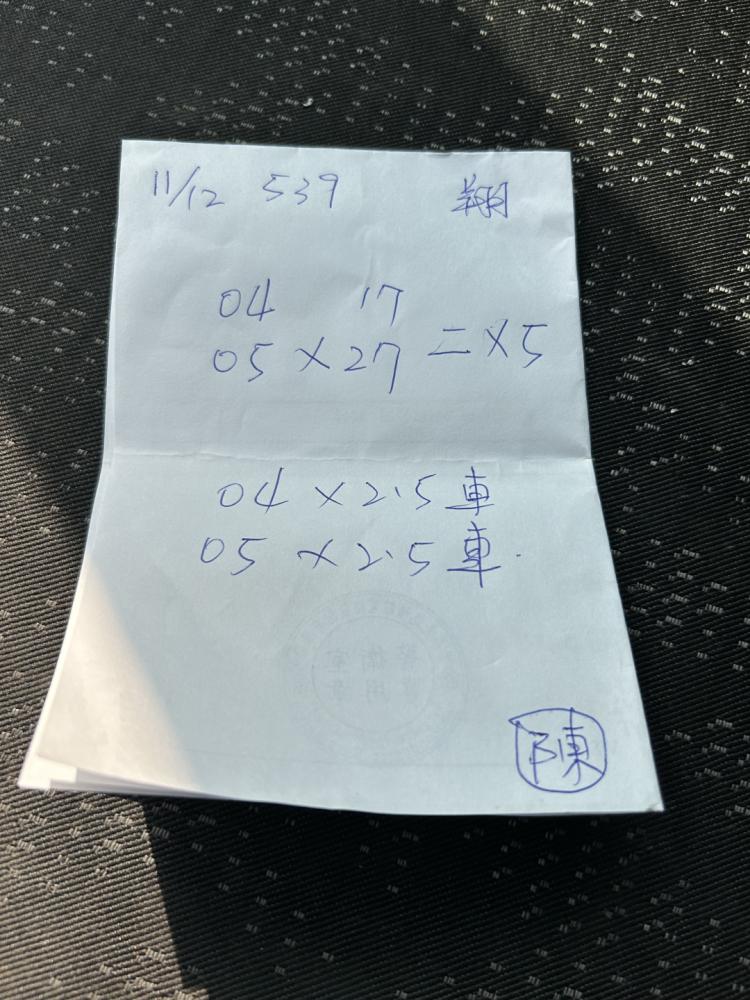 11/12 539 翔
04 17
05 × 27 二 × 5
04 × 2.5 車
05 × 2.5 車.
陳